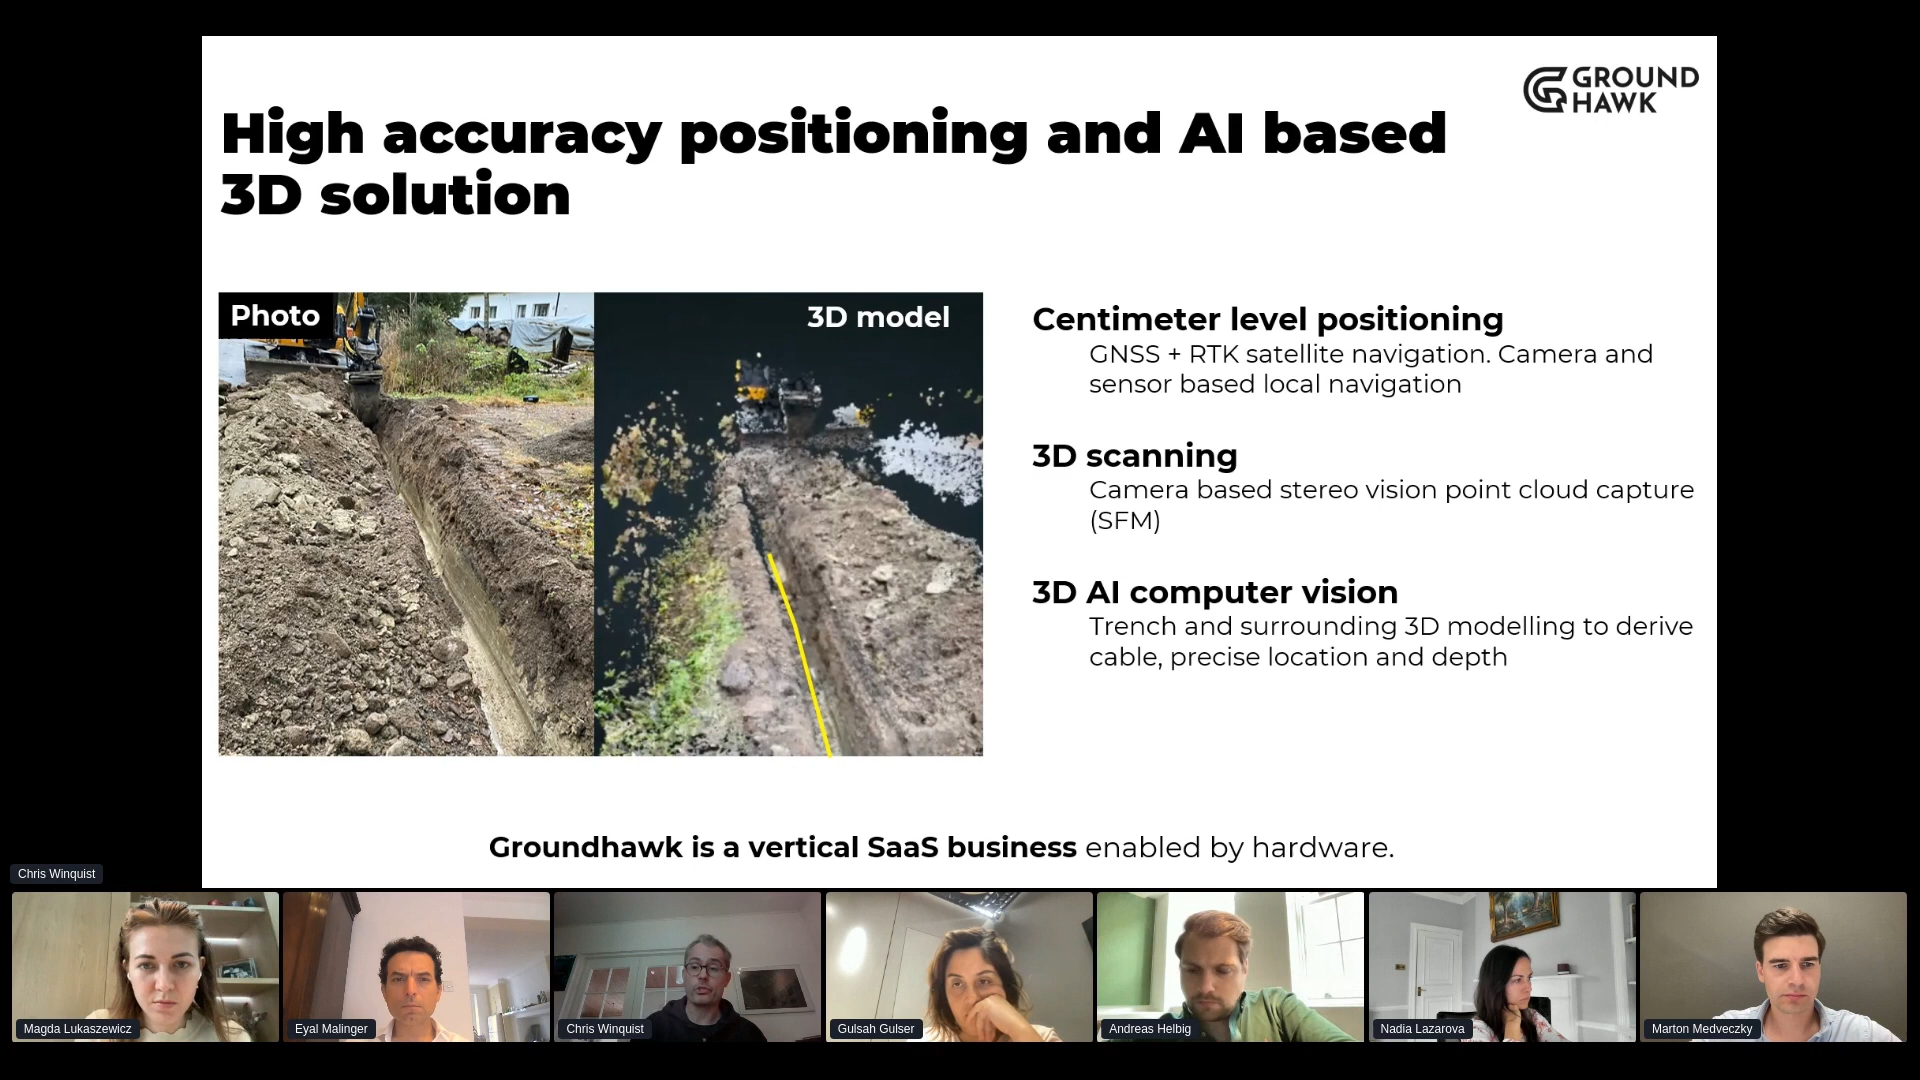 GROUND
HAWK
High accuracy positioning and AI based
3D solution
Photo
3D model
Centimeter level positioning
GNSS + RTK satellite navigation. Camera and
sensor based local navigation
3D scanning
Camera based stereo vision point cloud capture
(SFM)
3D AI computer vision
Trench and surrounding 3D modelling to derive
cable, precise location and depth
Groundhawk is a vertical SaaS business enabled by hardware.
Chris Winquist
Magda Lukaszewicz
Eyal Malinger
Chris Winquist
Gulsah Gulser
Andreas Helbig
Nadia Lazarova
Marton Medveczky